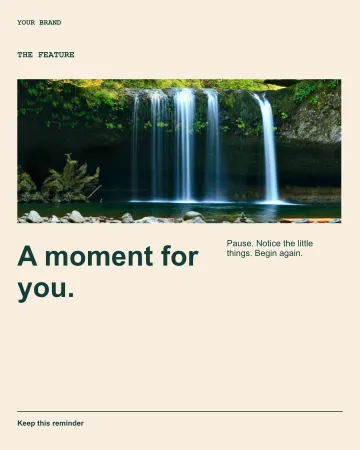 YOUR BRAND
THE FEATURE
A moment for
you.
Pause. Notice the little
things. Begin again.
Keep this reminder